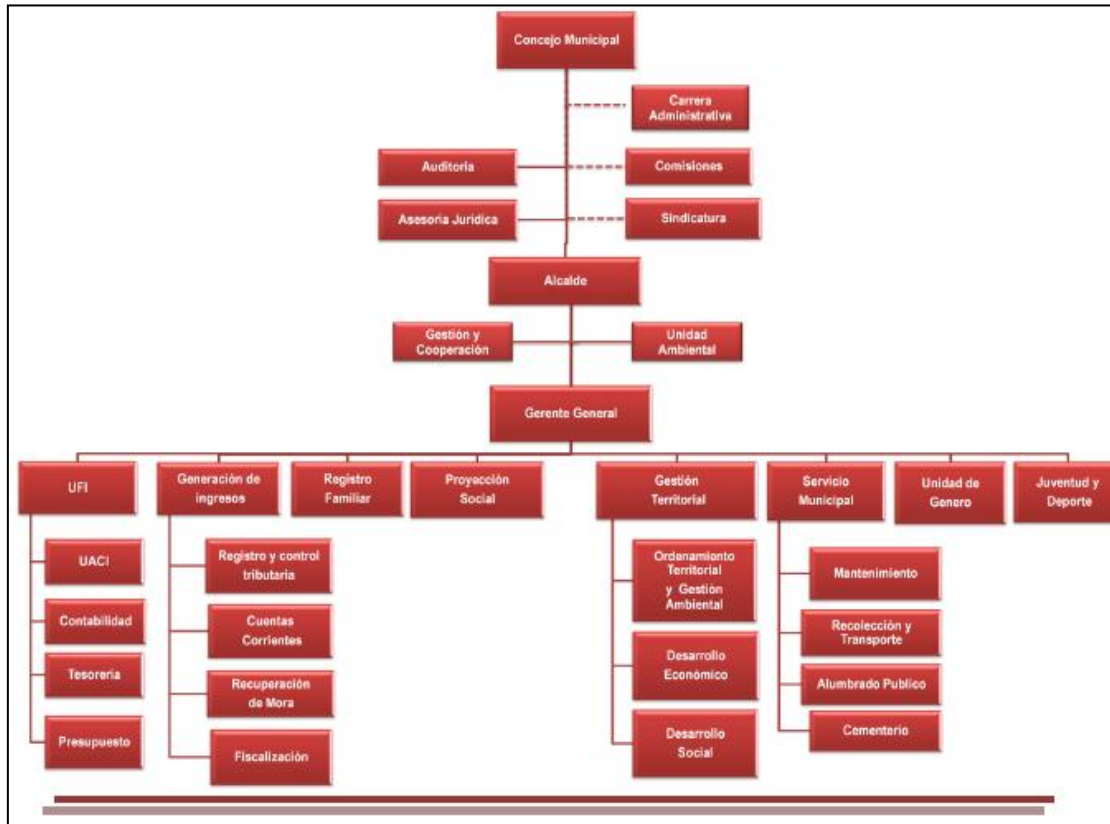 Concejo Municipal
Carrera
Administrativa
Auditoria
Comisiones
Asesoria Juridica
Sindicatura
Alcalde
Gestión y
Cooperación
Unidad
Ambiental
Gerente General
UFI
Generación de
ingresos
Registro
Familiar
Proyección
Social
Gestión
Territorial
Servicio
Municipal
Unidad de
Genero
Juventud y
Deporte
UACI
Contabilidad
Tesoreria
Presupuesto
Registro y control
tributaria
Cuentas
Corrientes
Recuperación
de Mora
Fiscalización
Ordenamiento
Territorial
y Gestión
Ambiental
Desarrollo
Económico
Desarrollo
Social
Mantenimiento
Recolección y
Transporte
Alumbrado Publico
Cementerio